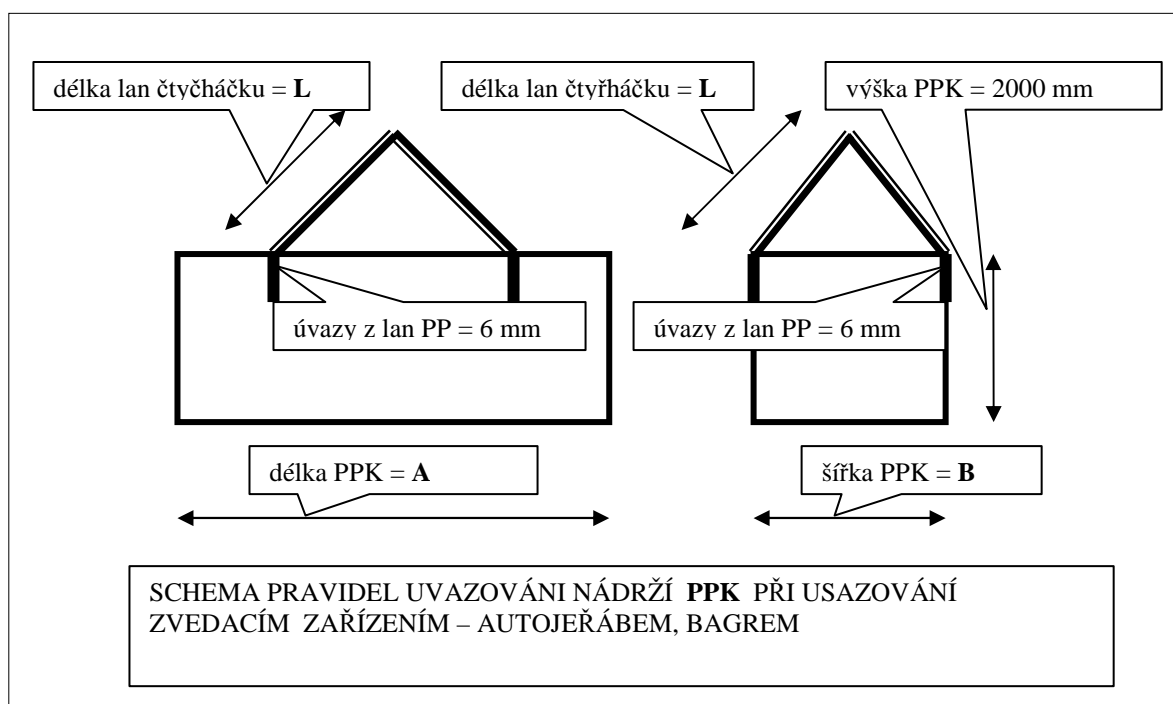 délka lan čtyčháčku = L
délka lan čtyřháčku = L
výška PPK = 2000 mm
úvazy z lan PP = 6 mm
úvazy z lan PP = 6 mm
délka PPK = A
šířka PPK = B
SCHEMA PRAVIDEL UVAZOVÁNI NÁDRŽÍ PPK PŘI USAZOVÁNÍ
ZVEDACÍM ZAŘÍZENÍM – AUTOJEŘÁBEM, BAGREM